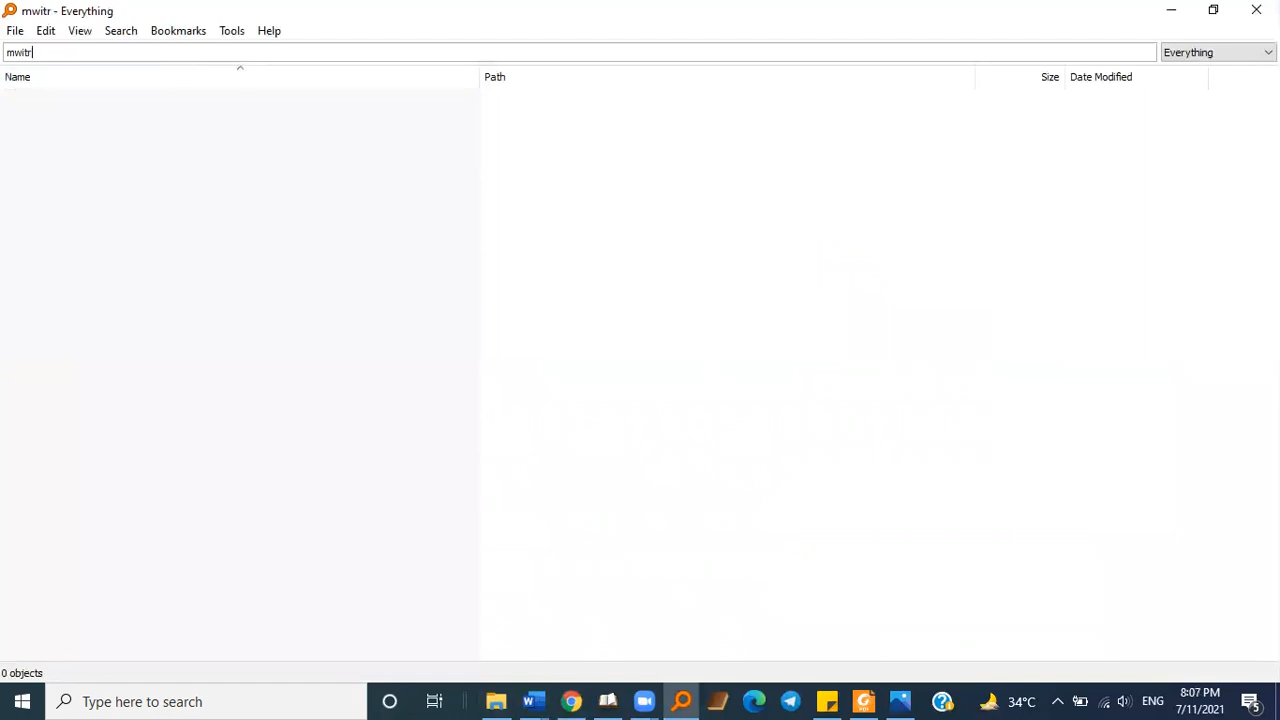 mwitr - Everything
File Edit View Search Bookmarks Tools Help
mwitr Everything
Name Path Size Date Modified
0 objects
Type here to search 34°C ENG 8:07 PM
7/11/2021 5